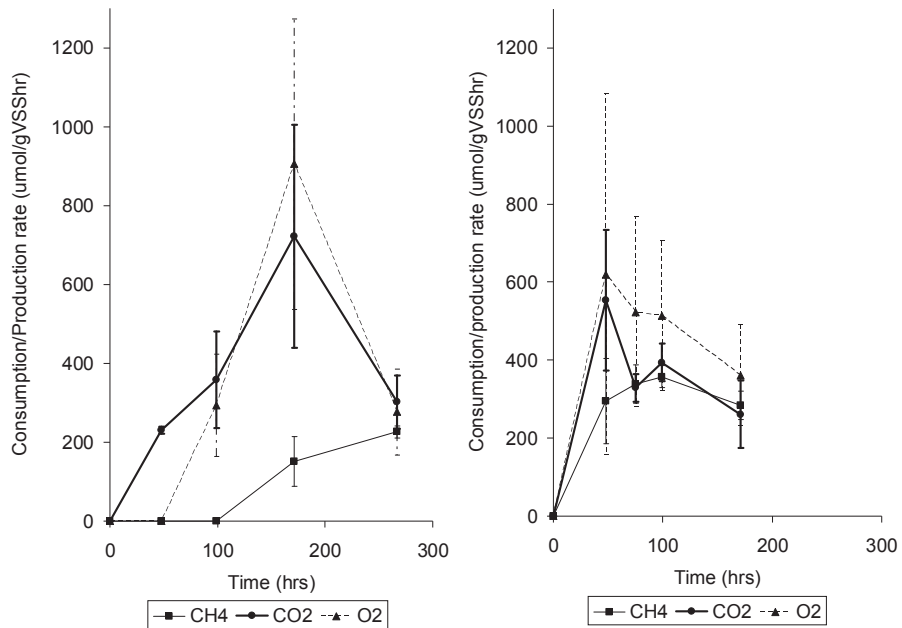 Consumption/Production rate (umol/gVSShr)
1200
1000
800
600
400
200
0
0 100 200 300
Time (hrs)
CH4 CO2 O2
Consumption/production rate (umol/gVSShr)
1200
1000
800
600
400
200
0
0 100 200 300
Time (hrs)
CH4 CO2 O2